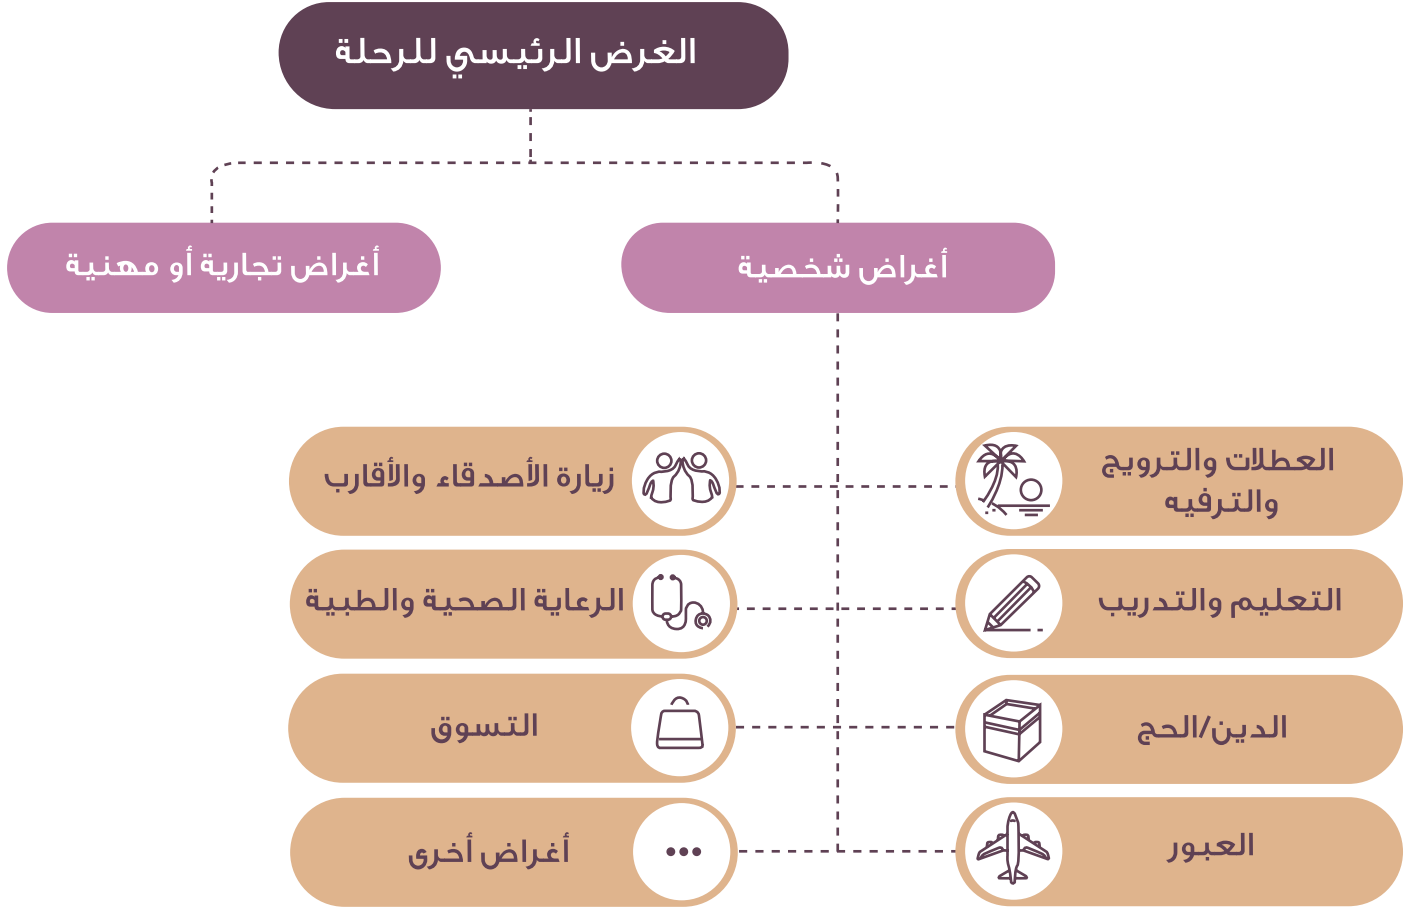 الغرض الرئيسي للرحلة
أغراض شخصية
أغراض تجارية أو مهنية
العطلات والترويج
والترفيه
زيارة الأصدقاء والأقارب
التعليم والتدريب
الرعاية الصحية والطبية
الدين/الحج
التسوق
العبور
أغراض أخرى